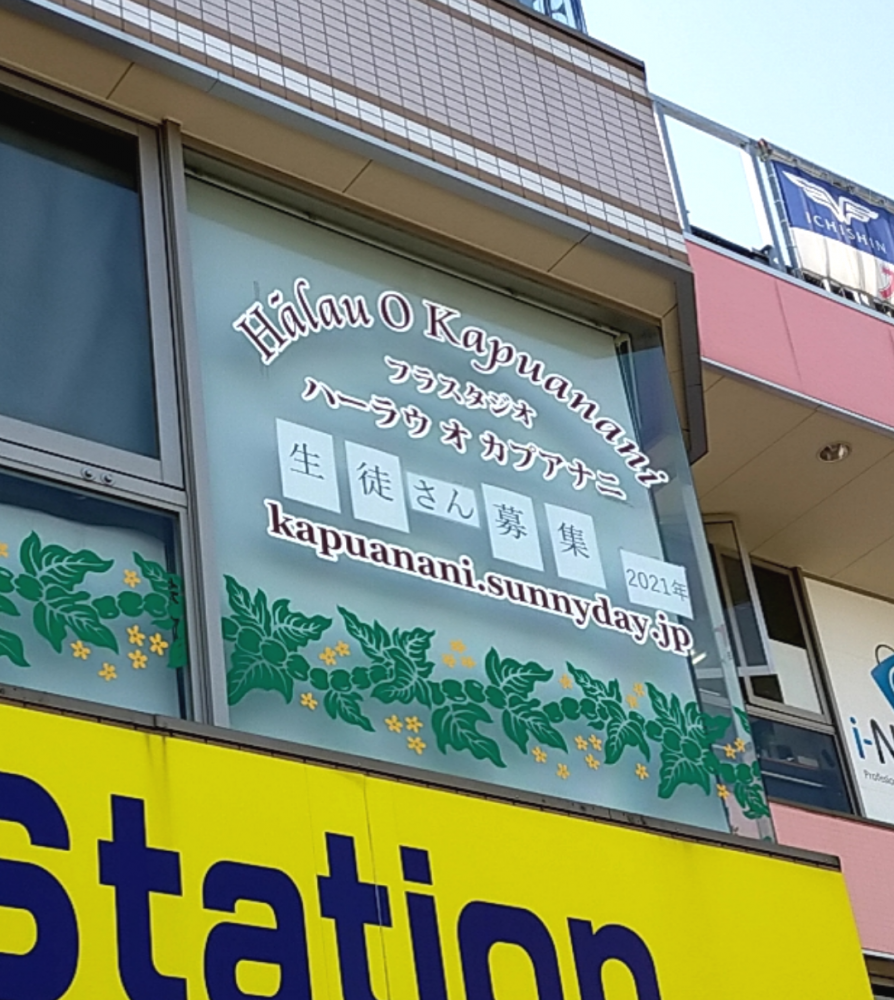 Hālau O Kapuanani
フラスタジオ
ハーラウ オ カプアナニ
生徒さん募集
2021年
kapuanani.sunnyday.jp
Station
ICHISHIN
i-N